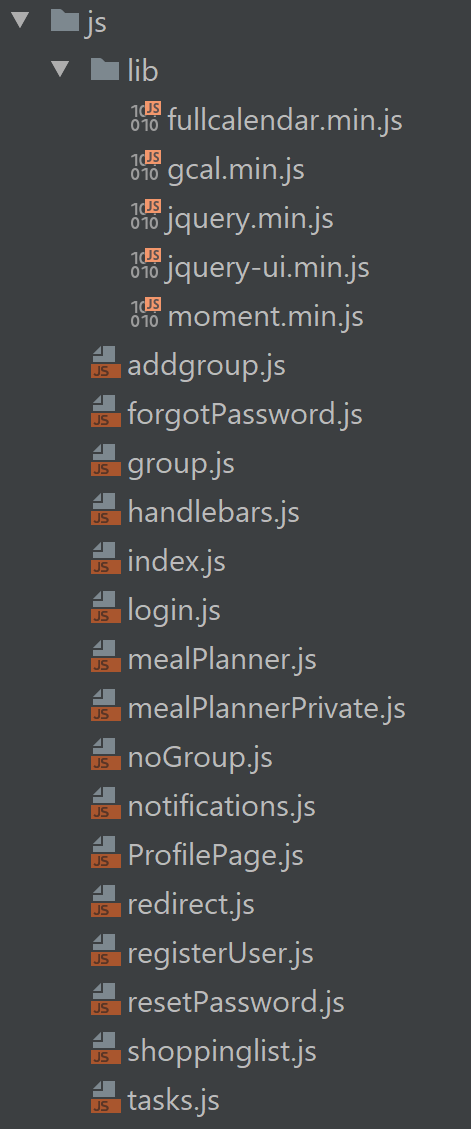 js
lib
fullcalendar.min.js
gcal.min.js
jquery.min.js
jquery-ui.min.js
moment.min.js
addgroup.js
forgotPassword.js
group.js
handlebars.js
index.js
login.js
mealPlanner.js
mealPlannerPrivate.js
noGroup.js
notifications.js
ProfilePage.js
redirect.js
registerUser.js
resetPassword.js
shoppinglist.js
tasks.js